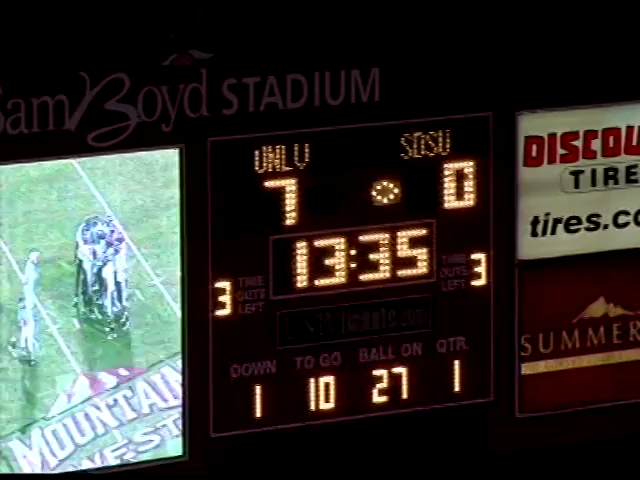 Sam Boyd STADIUM
UNLV SDSU
7 0
13:35
3 TIME OUTS LEFT
TIME OUTS LEFT 3
DOWN TO GO BALL ON QTR.
1 10 27 1
MOUNTAIN
WEST
DISCOU
TIRE
tires.co
SUMMER